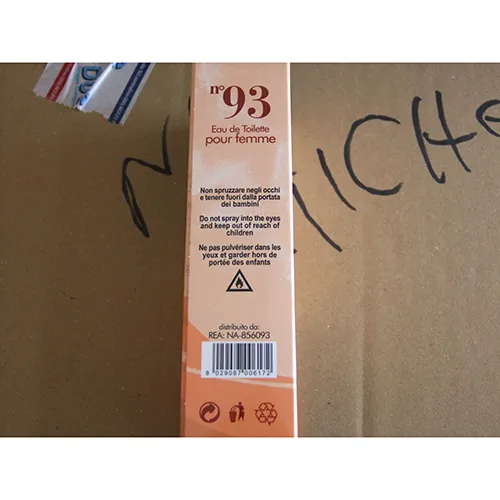 n° 93
Eau de Toilette
pour femme
Non spruzzare negli occhi
e tenere fuori dalla portata
dei bambini
Do not spray into the eyes
and keep out of reach of
children
Ne pas pulvériser dans les
yeux et garder hors de
portée des enfants
distribuito da:
REA: NA-856093
8 029087 006172